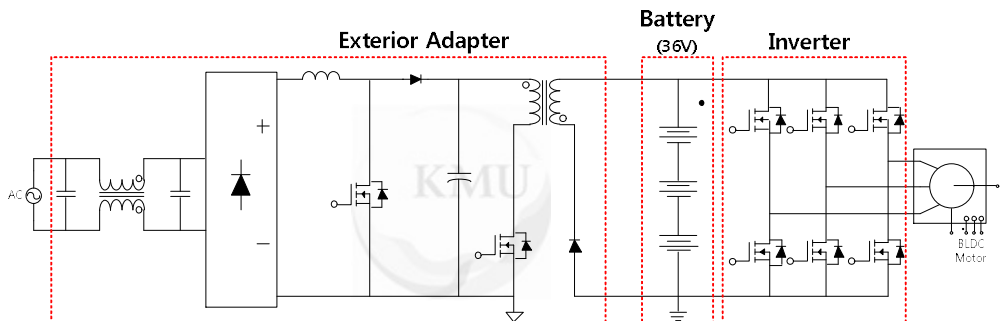 Exterior Adapter
Battery
(36V)
Inverter
AC
+
−
KMU
BLDC
Motor